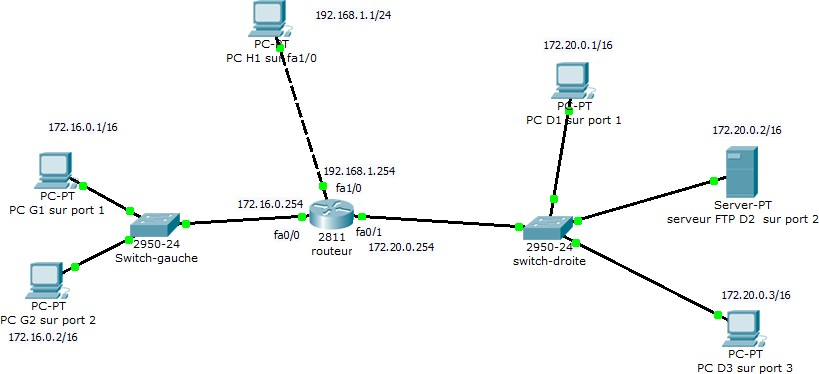 192.168.1.1/24
PC-PT
PC H1 sur fa1/0
172.20.0.1/16
PC-PT
PC D1 sur port 1
172.16.0.1/16
172.20.0.2/16
PC-PT
PC G1 sur port 1
192.168.1.254
fa1/0
Server-PT
serveur FTP D2 sur port 2
172.16.0.254
fa0/0
2811
routeur
fa0/1
172.20.0.254
2950-24
Switch-gauche
2950-24
switch-droite
PC-PT
PC G2 sur port 2
172.16.0.2/16
172.20.0.3/16
PC-PT
PC D3 sur port 3